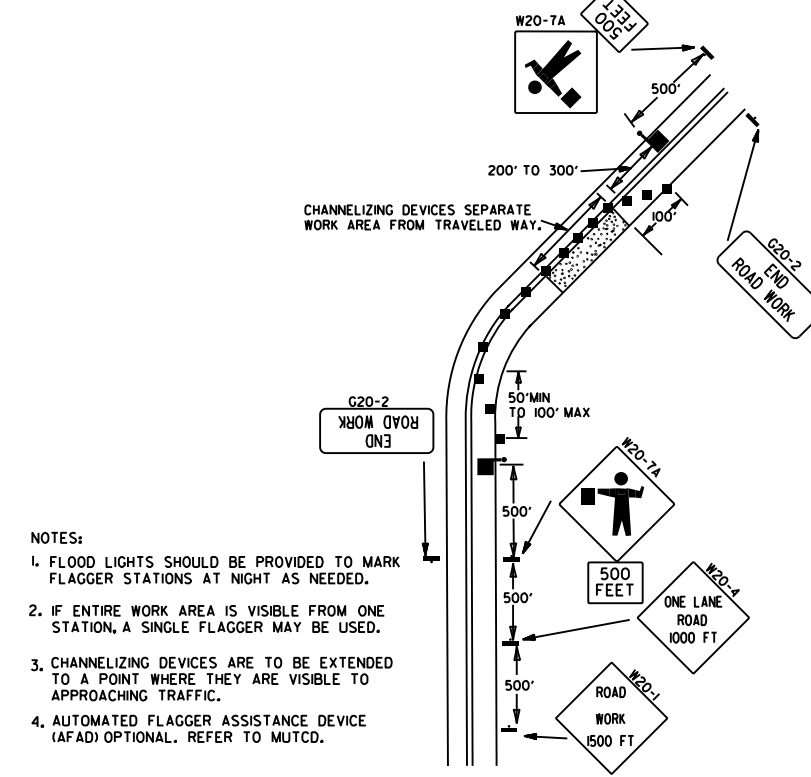 W20-7A
500
FEET
500'
200' TO 300'
CHANNELIZING DEVICES SEPARATE
WORK AREA FROM TRAVELED WAY.
100'
G20-2
END
ROAD WORK
G20-2
END
ROAD WORK
50'MIN
TO 100' MAX
W20-7A
500'
500
FEET
W20-4
ONE LANE
ROAD
1000 FT
500'
W20-1
ROAD
WORK
1500 FT
500'
NOTES:
1. FLOOD LIGHTS SHOULD BE PROVIDED TO MARK
FLAGGER STATIONS AT NIGHT AS NEEDED.
2. IF ENTIRE WORK AREA IS VISIBLE FROM ONE
STATION, A SINGLE FLAGGER MAY BE USED.
3. CHANNELIZING DEVICES ARE TO BE EXTENDED
TO A POINT WHERE THEY ARE VISIBLE TO
APPROACHING TRAFFIC.
4. AUTOMATED FLAGGER ASSISTANCE DEVICE
(AFAD) OPTIONAL. REFER TO MUTCD.